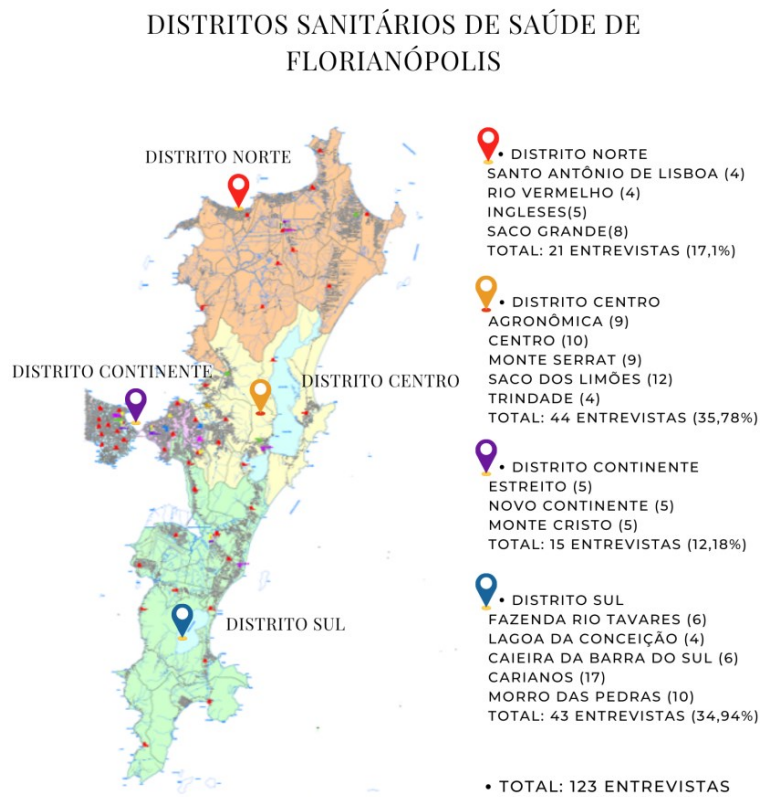 DISTRITOS SANITÁRIOS DE SAÚDE DE
FLORIANÓPOLIS
DISTRITO NORTE
DISTRITO CONTINENTE
DISTRITO CENTRO
DISTRITO SUL
• DISTRITO NORTE
SANTO ANTÔNIO DE LISBOA (4)
RIO VERMELHO (4)
INGLESES(5)
SACO GRANDE(8)
TOTAL: 21 ENTREVISTAS (17,1%)
• DISTRITO CENTRO
AGRONÔMICA (9)
CENTRO (10)
MONTE SERRAT (9)
SACO DOS LIMÕES (12)
TRINDADE (4)
TOTAL: 44 ENTREVISTAS (35,78%)
• DISTRITO CONTINENTE
ESTREITO (5)
NOVO CONTINENTE (5)
MONTE CRISTO (5)
TOTAL: 15 ENTREVISTAS (12,18%)
• DISTRITO SUL
FAZENDA RIO TAVARES (6)
LAGOA DA CONCEIÇÃO (4)
CAIEIRA DA BARRA DO SUL (6)
CARIANOS (17)
MORRO DAS PEDRAS (10)
TOTAL: 43 ENTREVISTAS (34,94%)
• TOTAL: 123 ENTREVISTAS